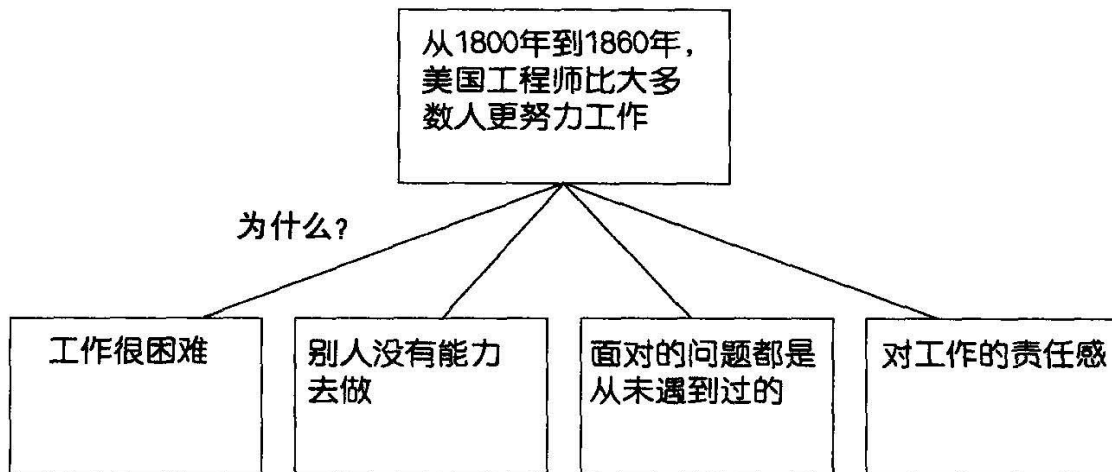 从1800年到1860年，
美国工程师比大多
数人更努力工作
为什么？
工作很困难
别人没有能力
去做
面对的问题都是
从未遇到过的
对工作的责任感